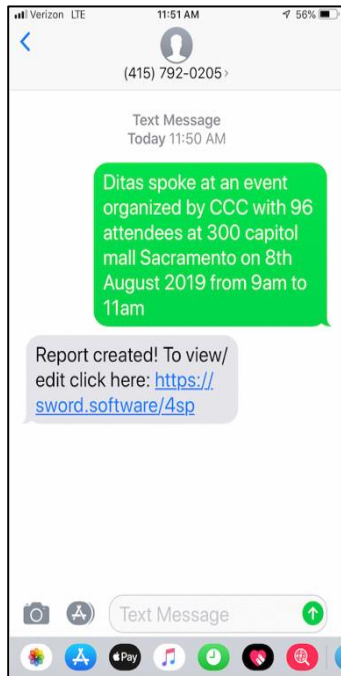 Verizon LTE 11:51 AM 56%
(415) 792-0205 >
Text Message
Today 11:50 AM
Ditas spoke at an event
organized by CCC with 96
attendees at 300 capitol
mall Sacramento on 8th
August 2019 from 9am to
11am
Report created! To view/
edit click here: https://
sword.software/4sp
Text Message
Pay